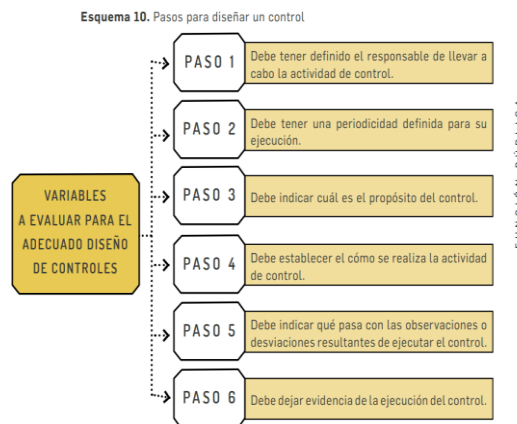 Esquema 10. Pasos para diseñar un control
VARIABLES
A EVALUAR PARA EL
ADECUADO DISEÑO
DE CONTROLES
PASO 1
Debe tener definido el responsable de llevar a
cabo la actividad de control.
PASO 2
Debe tener una periodicidad definida para su
ejecución.
PASO 3
Debe indicar cuál es el propósito del control.
PASO 4
Debe establecer el cómo se realiza la actividad
de control.
PASO 5
Debe indicar qué pasa con las observaciones o
desviaciones resultantes de ejecutar el control.
PASO 6
Debe dejar evidencia de la ejecución del control.